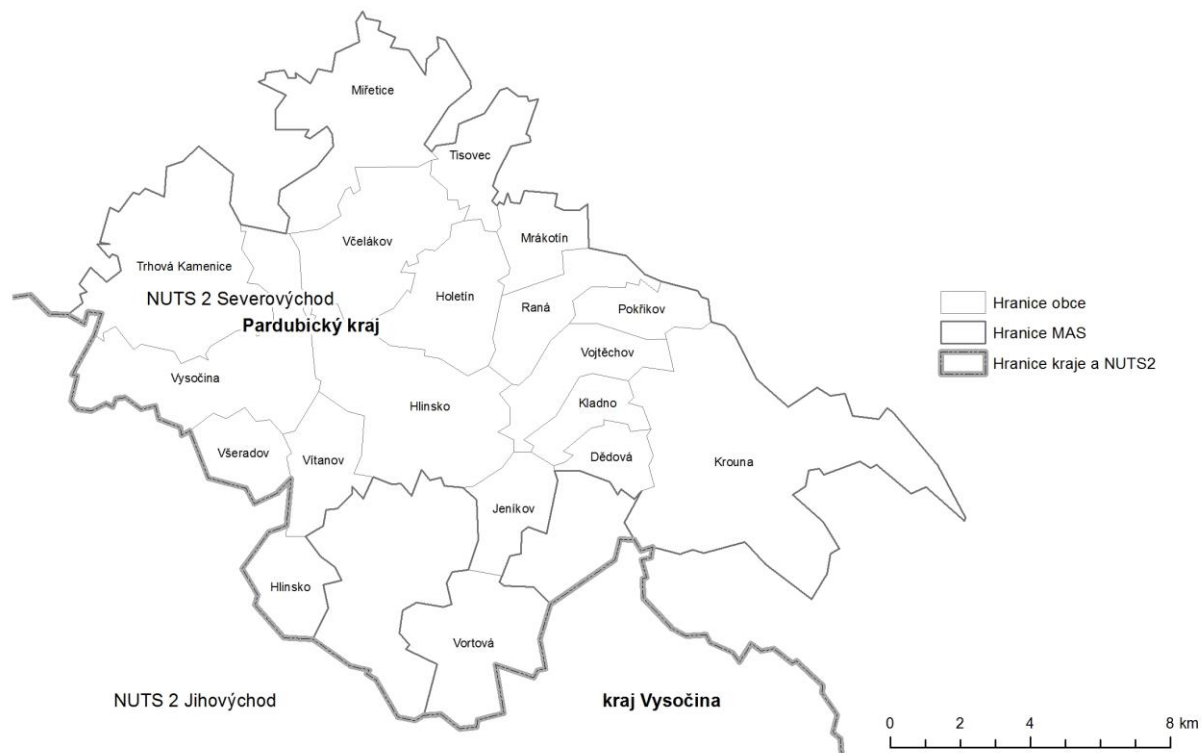 Miřetice
Tisovec
Včelákov
Mrákotín
Trhová Kamenice
Holetín
Raná
Pokřikov
NUTS 2 Severovýchod
Pardubický kraj
Vojtěchov
Vysočina
Hlinsko
Kladno
Všeradov
Vítanov
Dědová
Krouna
Jeníkov
Hlinsko
Vortová
NUTS 2 Jihovýchod
kraj Vysočina
Hranice obce
Hranice MAS
Hranice kraje a NUTS2
0 2 4 8 km